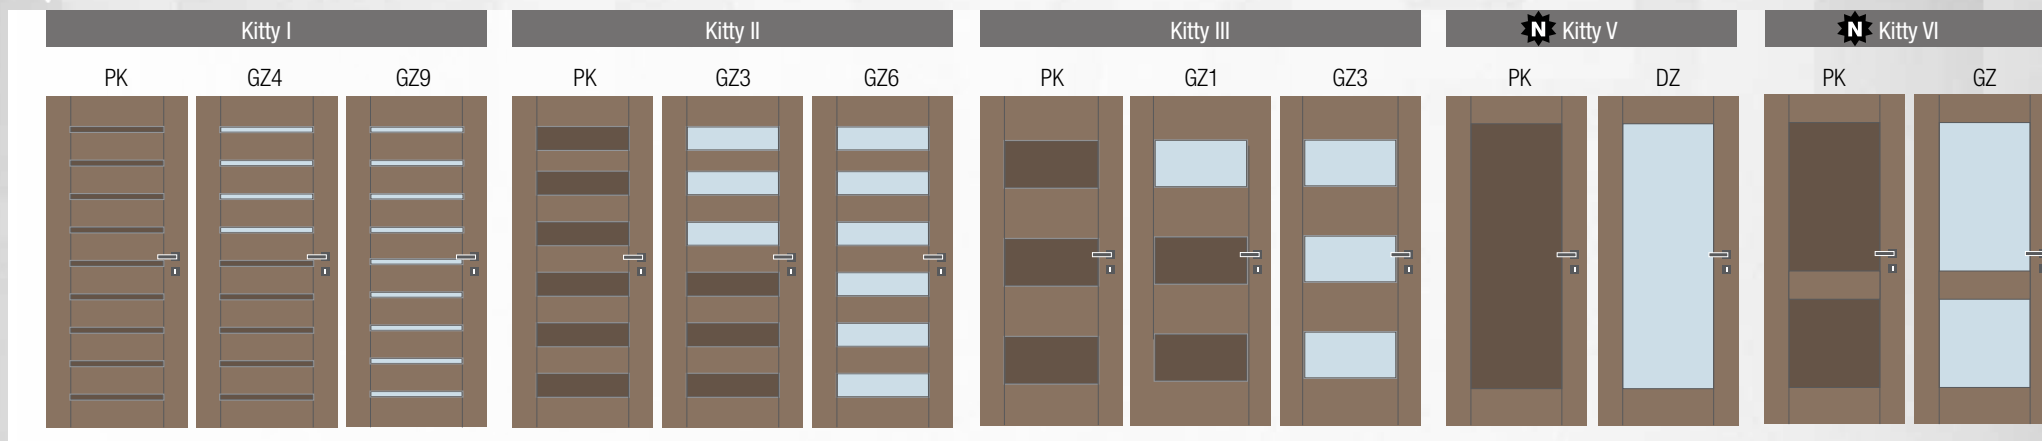 Kitty I
PK GZ4 GZ9
Kitty II
PK GZ3 GZ6
Kitty III
PK GZ1 GZ3
N Kitty V
PK DZ
N Kitty VI
PK GZ